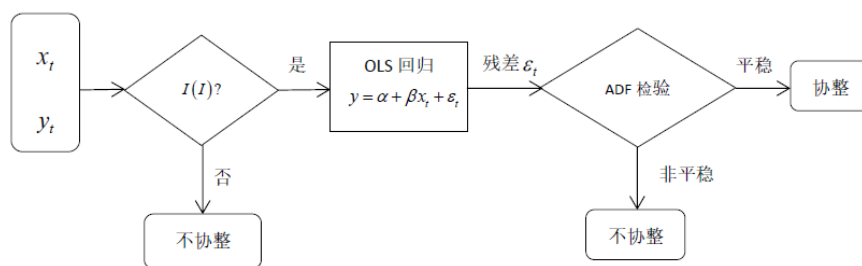 x_t
y_t
I(I)?
是
否
不协整
OLS 回归
y = α + βx_t + ε_t
残差 ε_t
ADF 检验
平稳
协整
非平稳
不协整